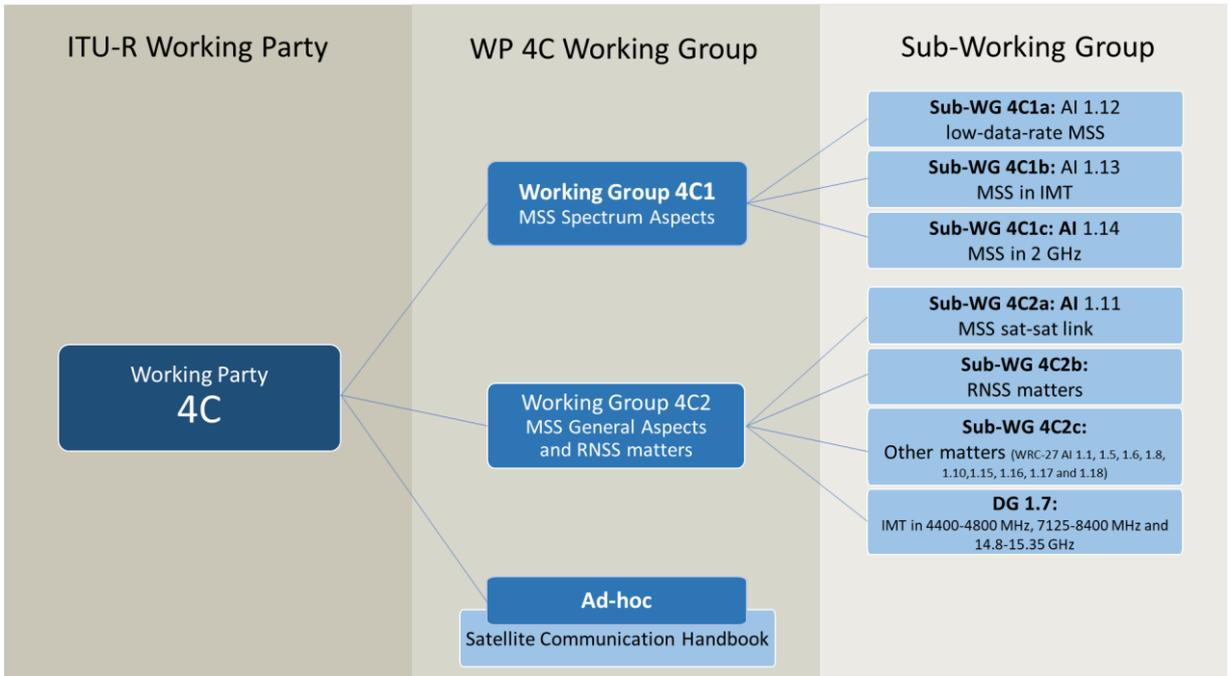 ITU-R Working Party
WP 4C Working Group
Sub-Working Group
Working Party
4C
Working Group 4C1
MSS Spectrum Aspects
Working Group 4C2
MSS General Aspects
and RNSS matters
Ad-hoc
Satellite Communication Handbook
Sub-WG 4C1a: AI 1.12
low-data-rate MSS
Sub-WG 4C1b: AI 1.13
MSS in IMT
Sub-WG 4C1c: AI 1.14
MSS in 2 GHz
Sub-WG 4C2a: AI 1.11
MSS sat-sat link
Sub-WG 4C2b:
RNSS matters
Sub-WG 4C2c:
Other matters (WRC-27 AI 1.1, 1.5, 1.6, 1.8,
1.10,1.15, 1.16, 1.17 and 1.18)
DG 1.7:
IMT in 4400-4800 MHz, 7125-8400 MHz and
14.8-15.35 GHz